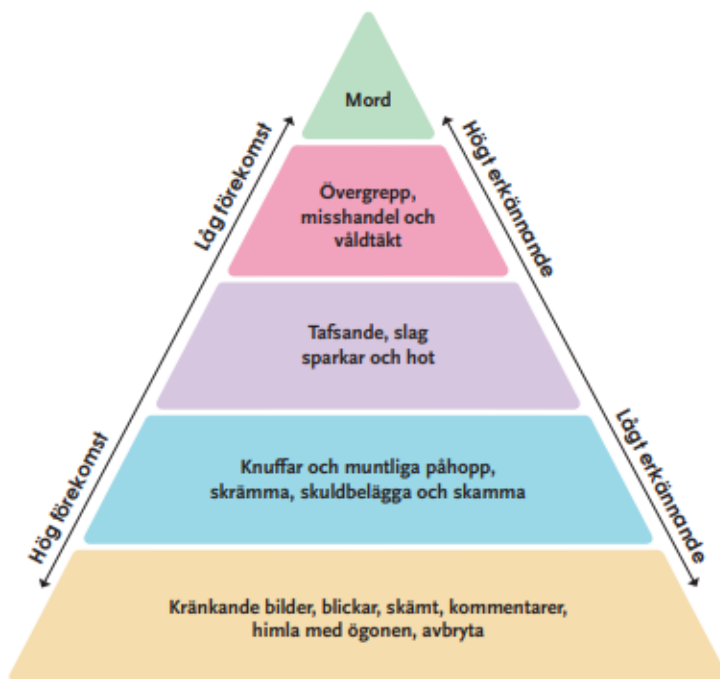 Mord
Låg förekomst
Högt erkännande
Övergrepp,
misshandel och
våldtäkt
Tafsande, slag
sparkar och hot
Hög förekomst
Lågt erkännande
Knuffar och muntliga påhopp,
skrämma, skuldbelägga och skamma
Kränkande bilder, blickar, skämt, kommentarer,
himla med ögonen, avbryta